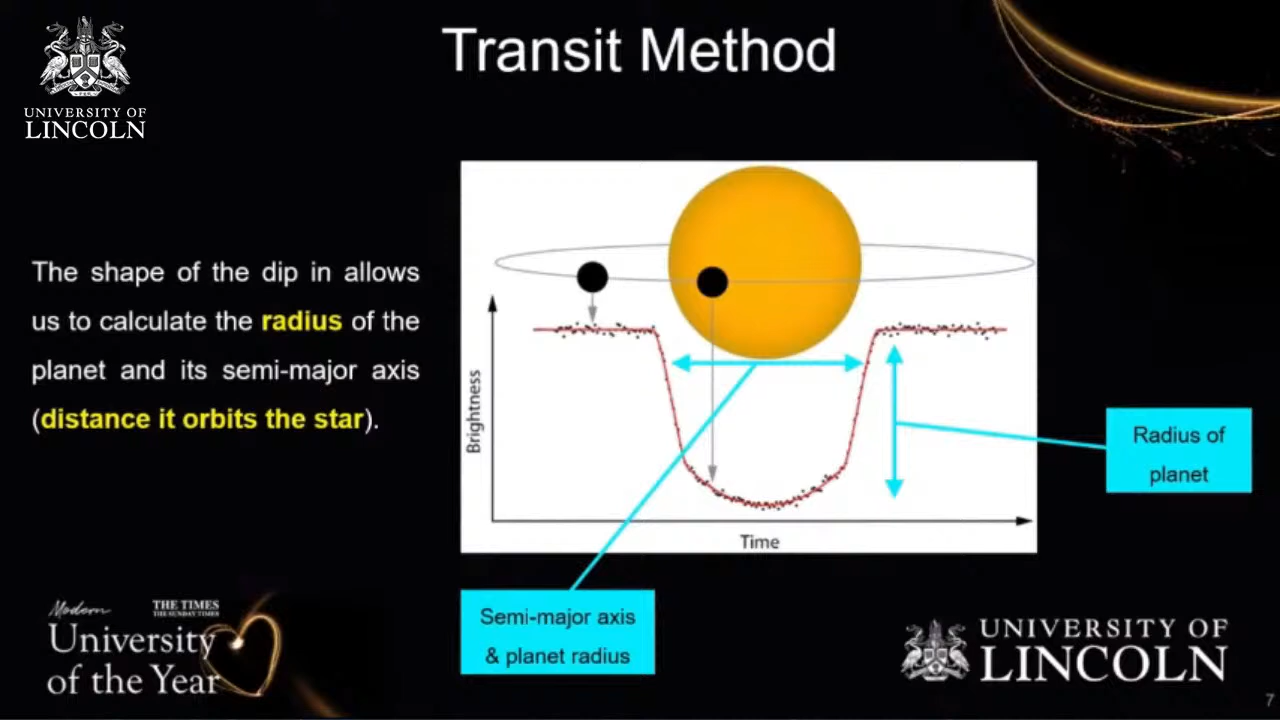 Transit Method
UNIVERSITY OF
LINCOLN
The shape of the dip in allows
us to calculate the radius of the
planet and its semi-major axis
(distance it orbits the star).
Brightness
Time
Radius of
planet
Semi-major axis
& planet radius
Modern
THE TIMES
THE SUNDAY TIMES
University
of the Year
UNIVERSITY OF
LINCOLN
7